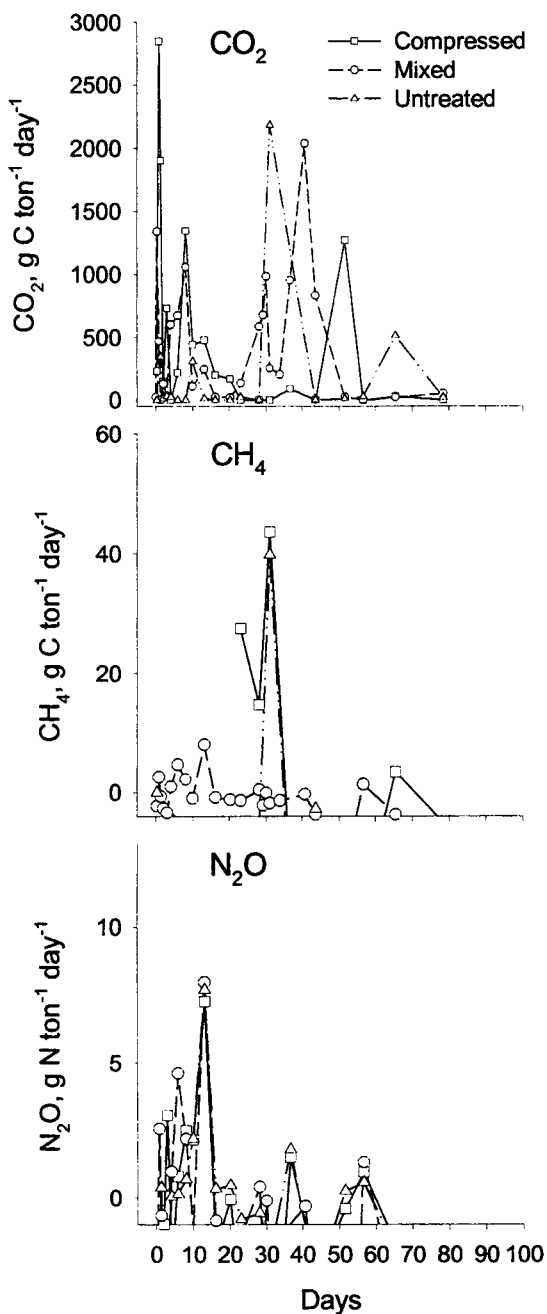 CO₂
Compressed
Mixed
Untreated
3000
2500
2000
1500
1000
500
0
CO₂, g C ton⁻¹ day⁻¹
CH₄
60
40
20
0
CH₄, g C ton⁻¹ day⁻¹
N₂O
10
5
0
N₂O, g N ton⁻¹ day⁻¹
0 10 20 30 40 50 60 70 80 90 100
Days